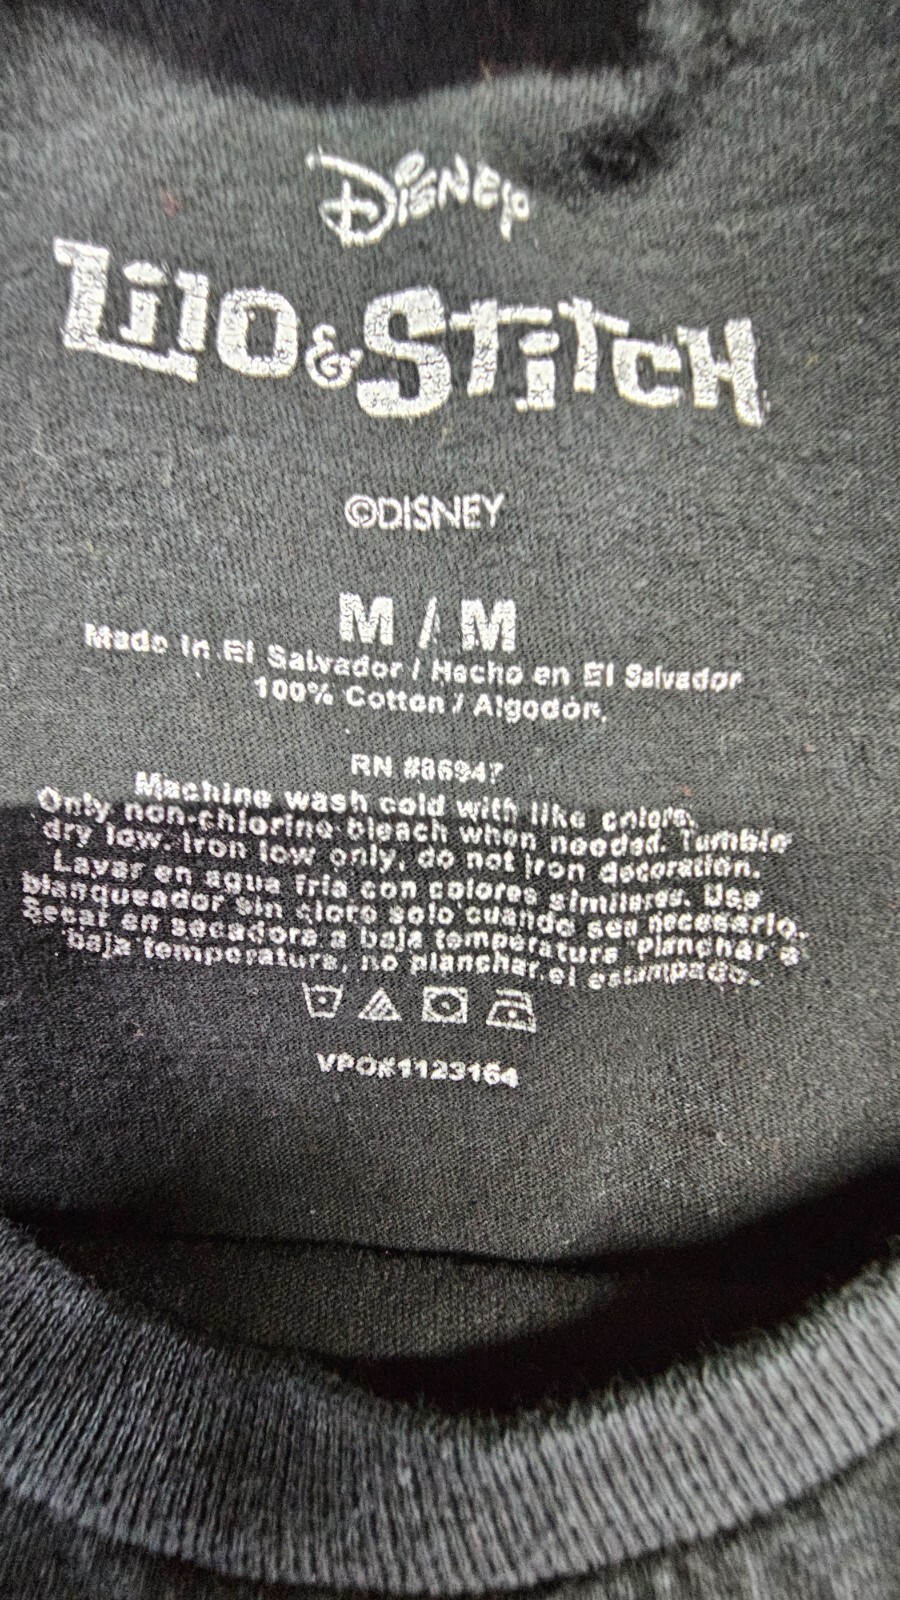 Disney
Lilo & Stitch
©DISNEY
M / M
Made in El Salvador / Hecho en El Salvador
100% Cotton / Algodón.
RN #86947
Machine wash cold with like colors.
Only non-chlorine bleach when needed. Tumble
dry low. Iron low only, do not iron decoration.
Lavar en agua fria con colores similares. Use
blanqueador sin cloro solo cuando sea necesario.
Secar en secadora a baja temperatura Planchar a
baja temperatura, no planchar el estampado.
VPO#1123164